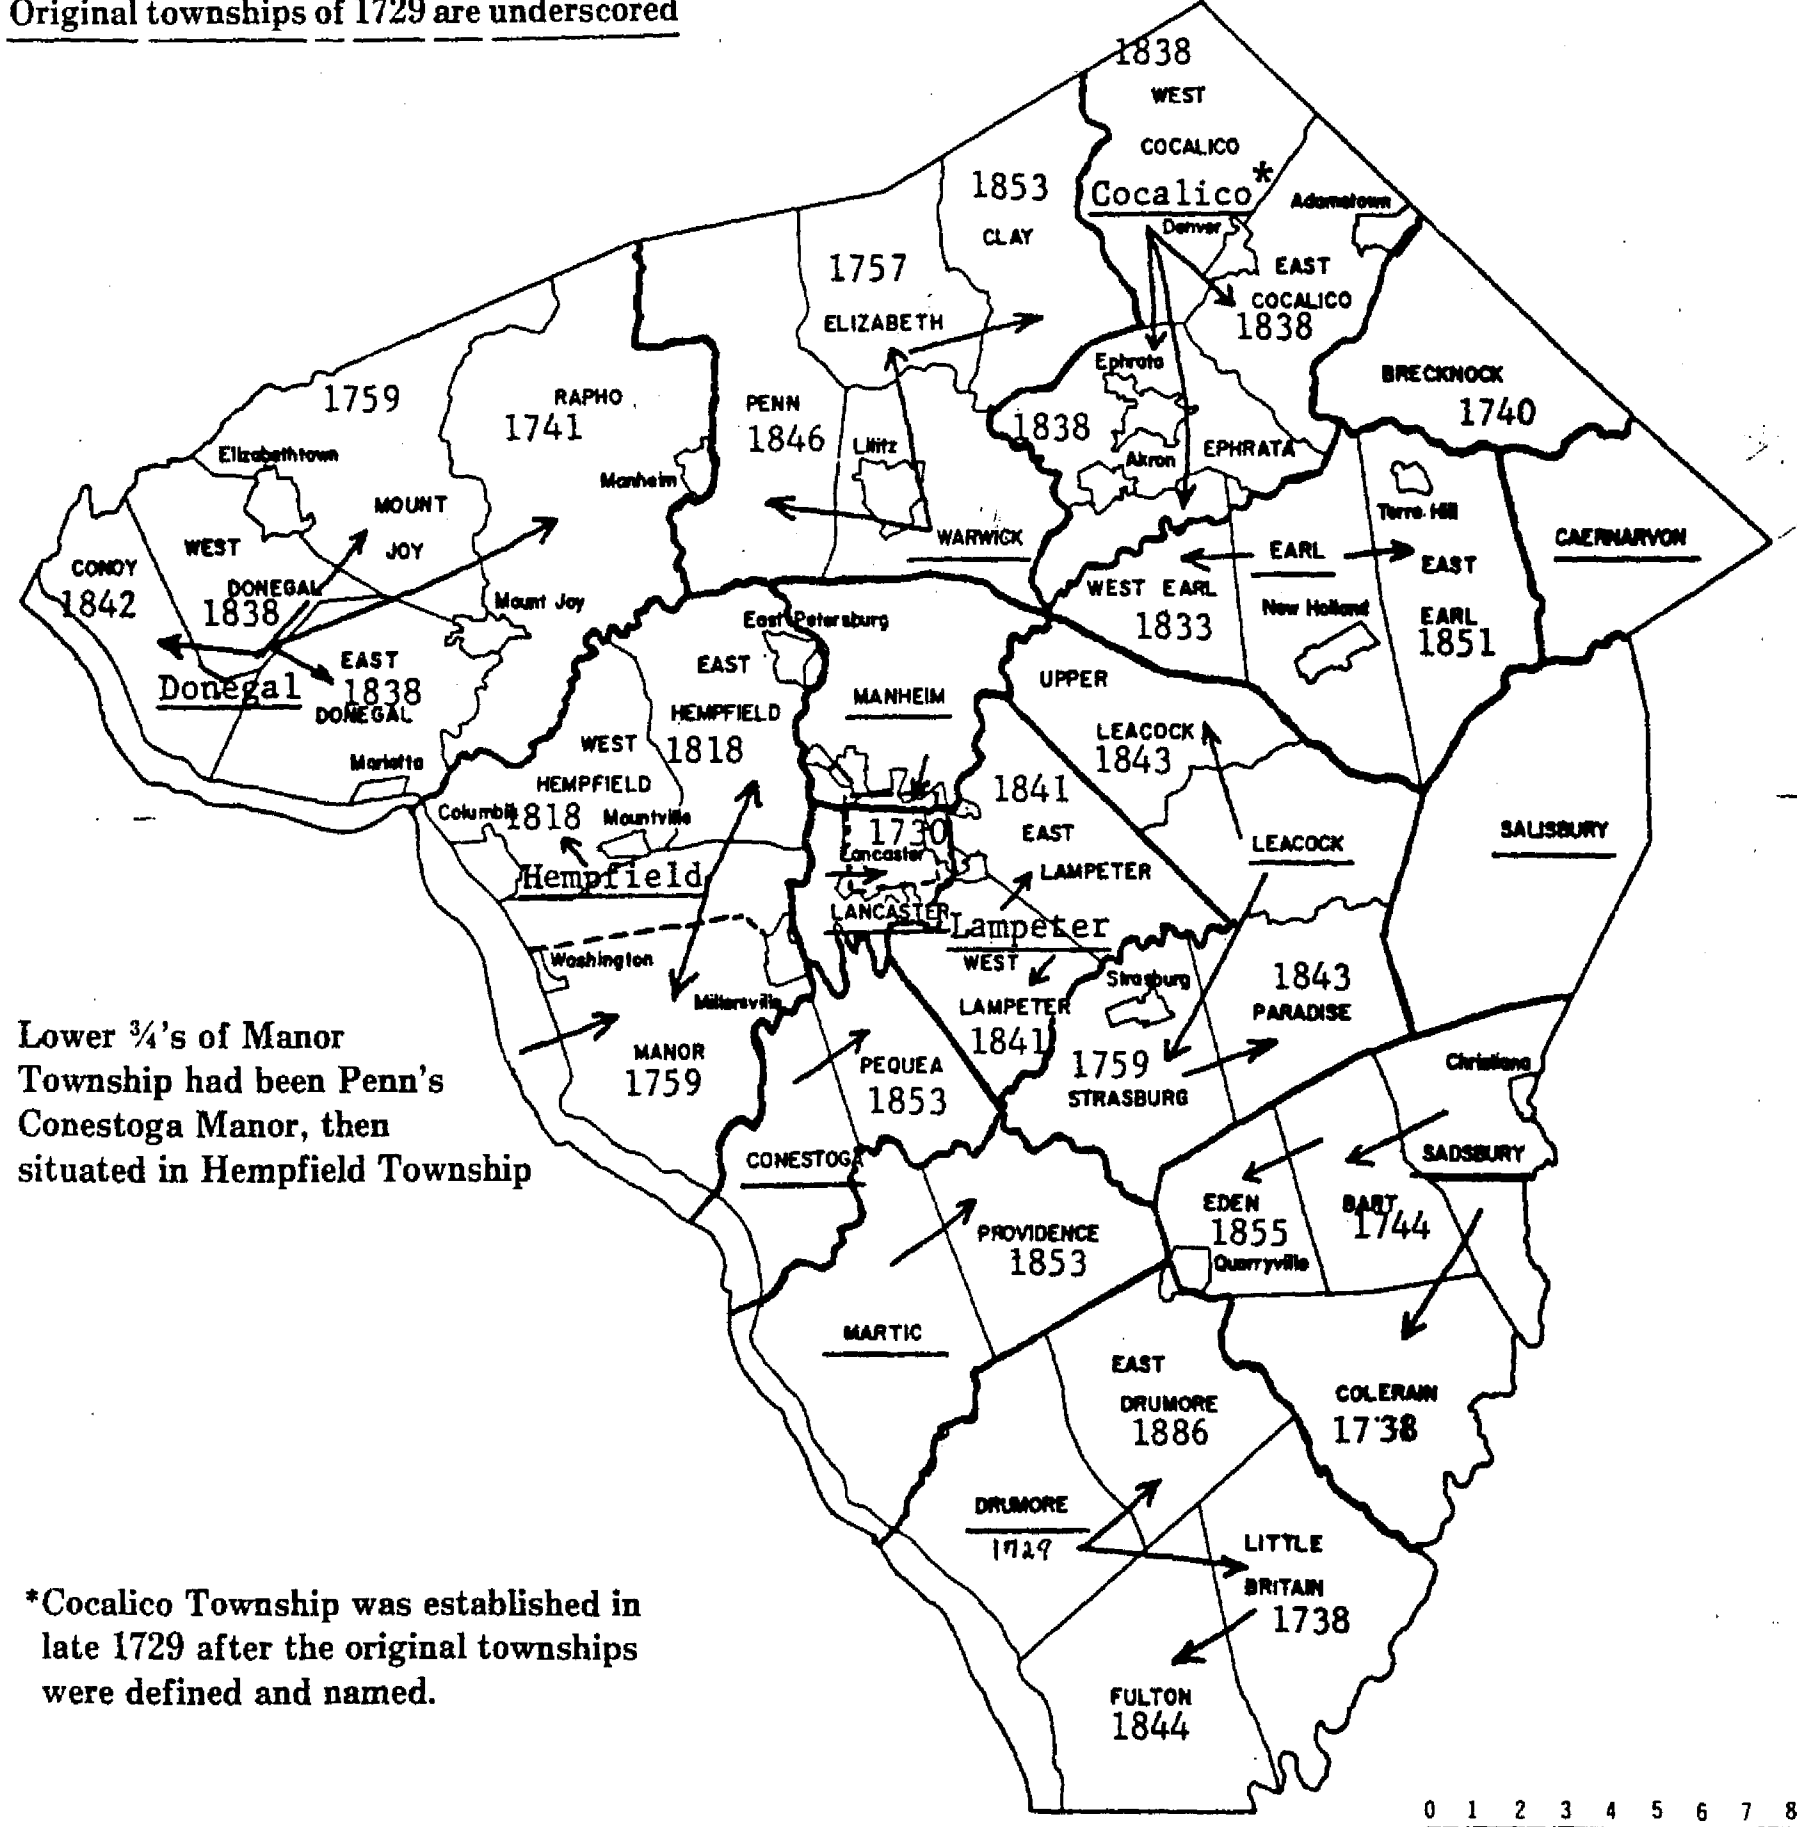 Original townships of 1729 are underscored
1838
WEST
COCALICO
Cocalico*
1853
CLAY
Adamstown
Denver
EAST
COCALICO
1838
1757
ELIZABETH
Ephrata
BRECKNOCK
1740
1759
RAPHO
1741
PENN
1846
1838
Lititz
Akron
EPHRATA
Elizabethtown
Manheim
Terre Hill
MOUNT
JOY
WEST
DONEGAL
1838
CONOY
1842
WARWICK
EARL
CAERNARVON
EAST
EARL
1851
WEST EARL
1833
New Holland
Mount Joy
East Petersburg
EAST
1838
DONEGAL
Donegal
EAST
HEMPFIELD
1818
MANHEIM
UPPER
LEACOCK
1843
WEST
HEMPFIELD
1818
Marietta
Columbia
Mountville
Hempfield
1841
EAST
LAMPETER
1730
Lancaster
LANCASTER
LEACOCK
SALISBURY
Lampeter
WEST
LAMPETER
1841
Washington
Millersville
Strasburg
1843
PARADISE
Lower ¾'s of Manor
Township had been Penn's
Conestoga Manor, then
situated in Hempfield Township
MANOR
1759
PEQUEA
1853
1759
STRASBURG
Christiana
CONESTOGA
SADSBURY
EDEN
1855
BART
1744
Quarryville
PROVIDENCE
1853
MARTIC
EAST
DRUMORE
1886
COLERAIN
1738
DRUMORE
1729
LITTLE
BRITAIN
1738
*Cocalico Township was established in
late 1729 after the original townships
were defined and named.
FULTON
1844
0 1 2 3 4 5 6 7 8